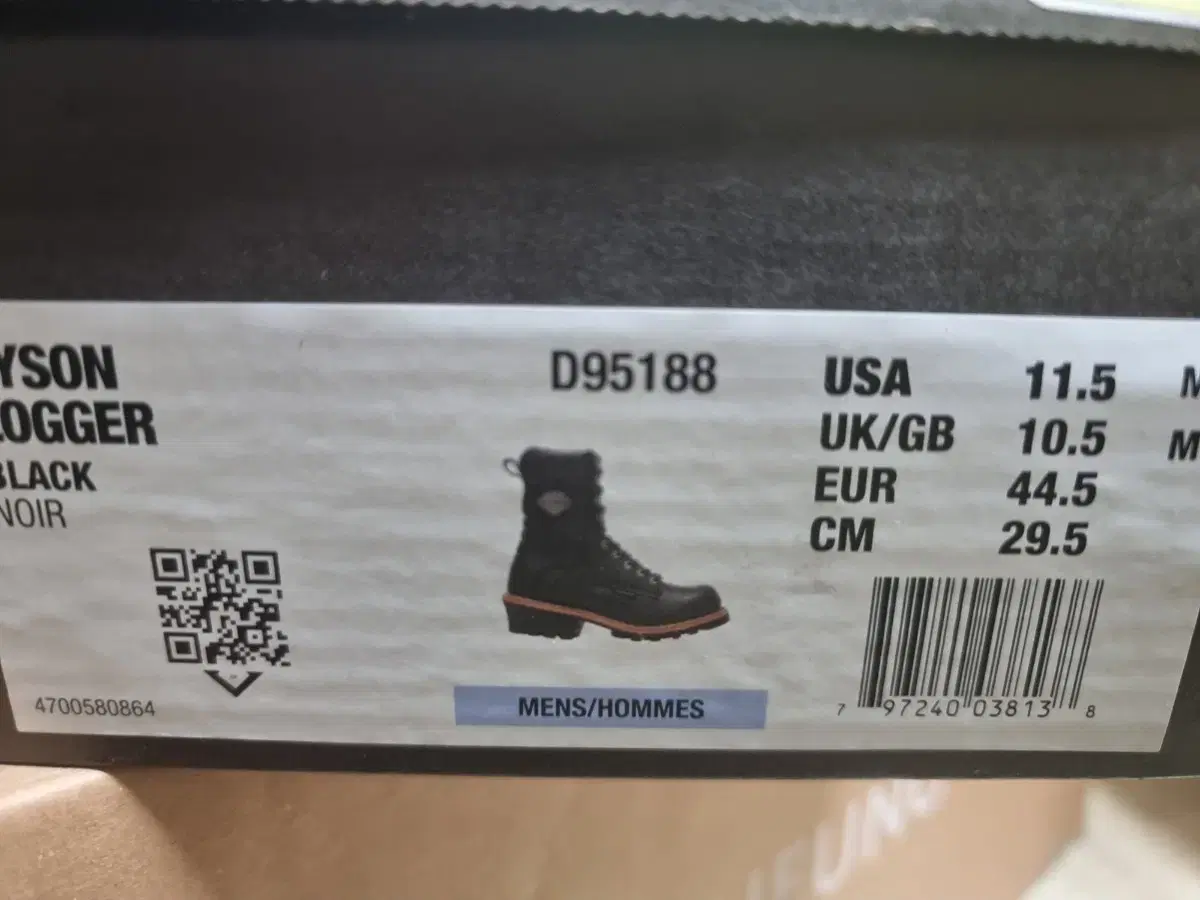 YSON
LOGGER
BLACK
NOIR
4700580864
D95188
MENS/HOMMES
USA 11.5 M
UK/GB 10.5 M
EUR 44.5
CM 29.5
7 97240 03813 8